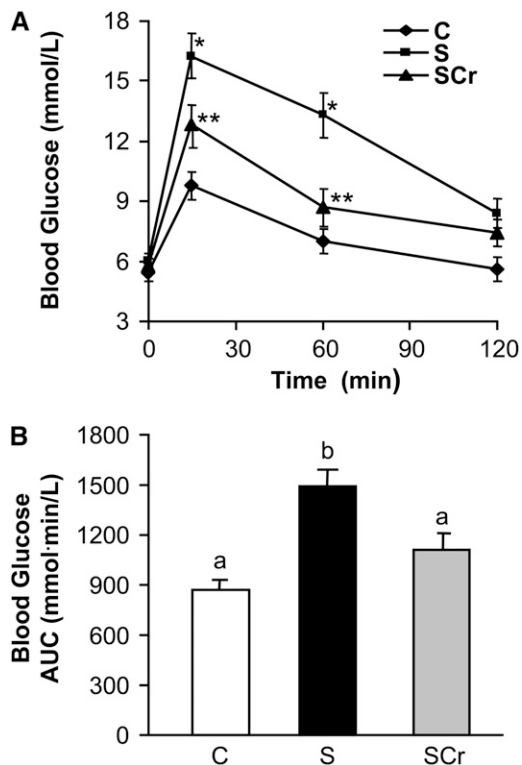 A
Blood Glucose (mmol/L)
18
15
12
9
6
3
C
S
SCr
*
*
**
**
0 30 60 90 120
Time (min)
B
Blood Glucose
AUC (mmol·min/L)
1800
1500
1200
900
600
300
0
a
b
a
C S SCr